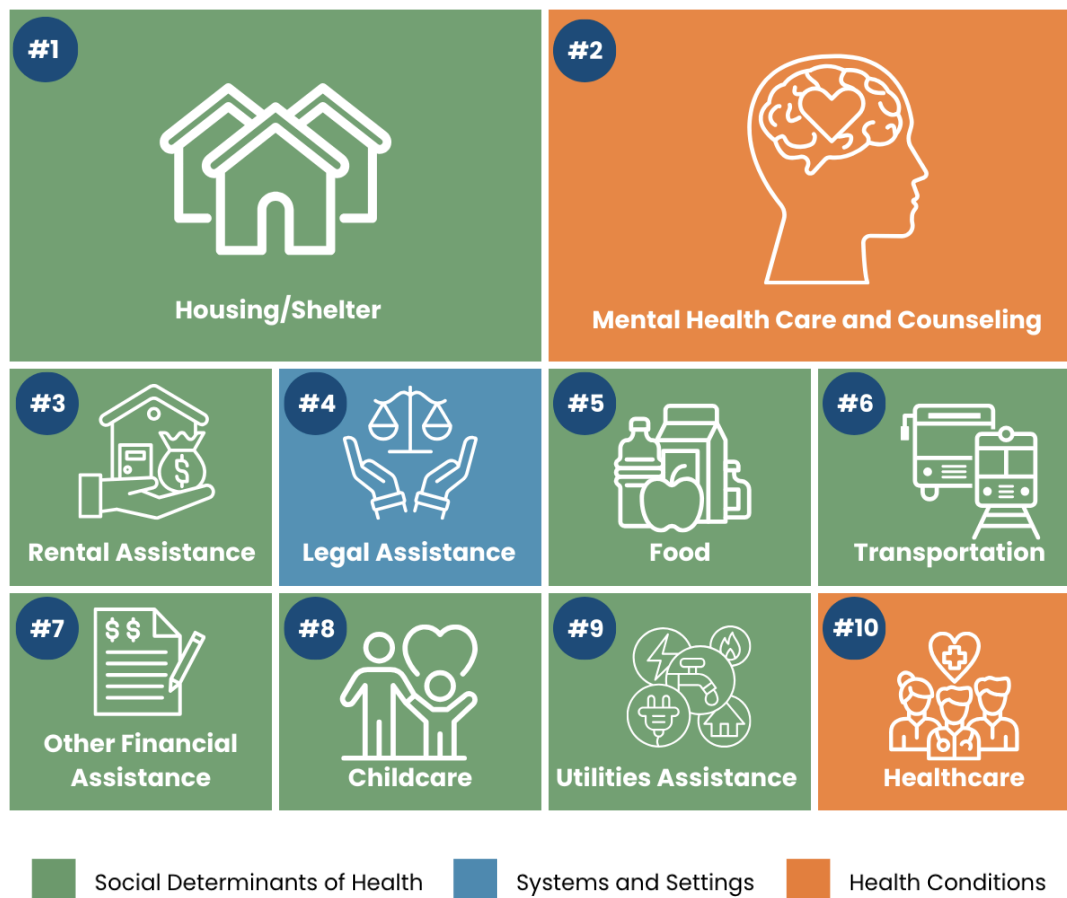 #1
Housing/Shelter
#2
Mental Health Care and Counseling
#3
Rental Assistance
#4
Legal Assistance
#5
Food
#6
Transportation
#7
$ $
Other Financial
Assistance
#8
Childcare
#9
Utilities Assistance
#10
Healthcare
Social Determinants of Health
Systems and Settings
Health Conditions